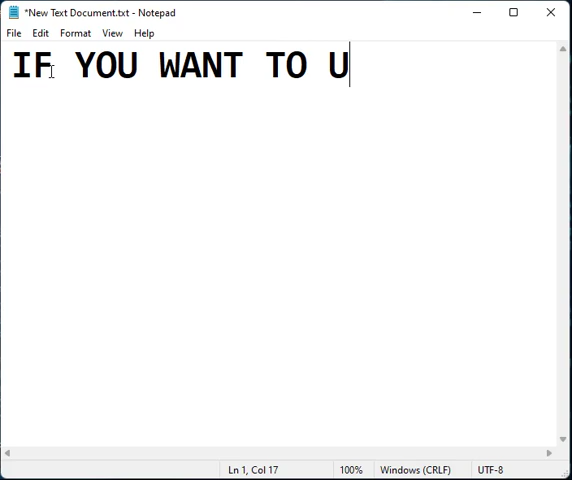 *New Text Document.txt - Notepad
File Edit Format View Help
IF YOU WANT TO U
Ln 1, Col 17 100% Windows (CRLF) UTF-8